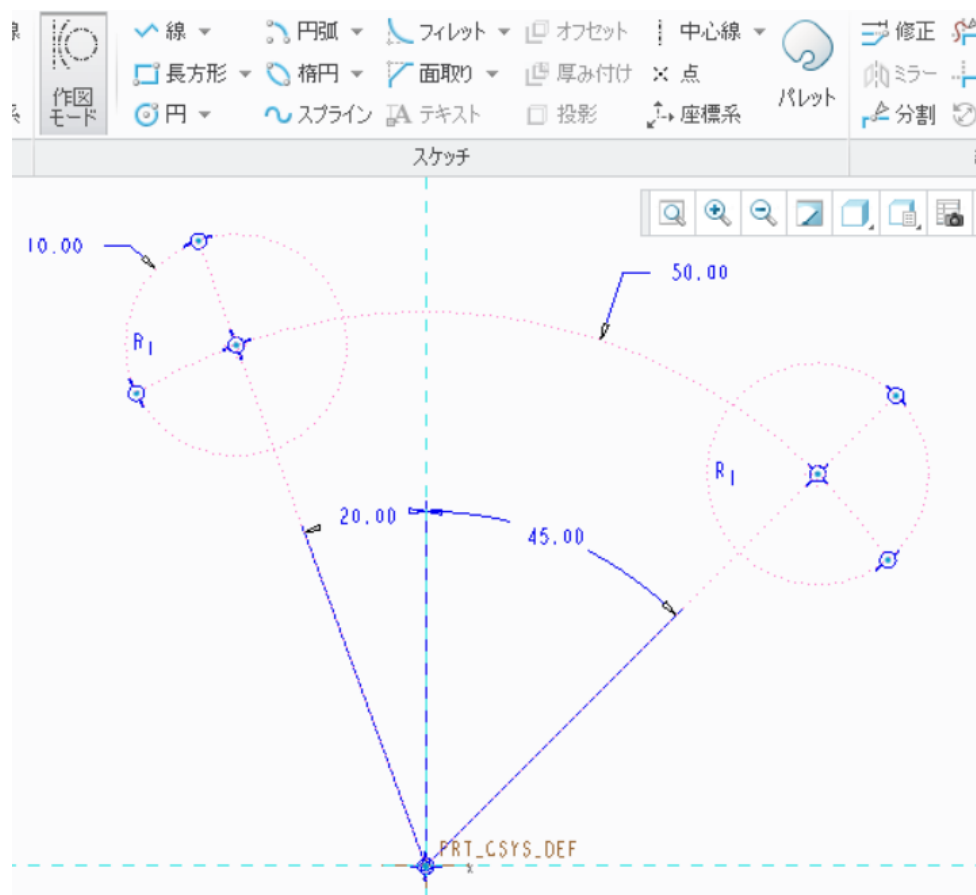 線 円弧 フィレット オフセット 中心線 修正
長方形 楕円 面取り 厚み付け 点 ミラー
作図
モード
円 スプライン テキスト 投影 座標系 分割
パレット
スケッチ
10.00
50.00
R1
R1
20.00
45.00
PRT_CSYS_DEF
x